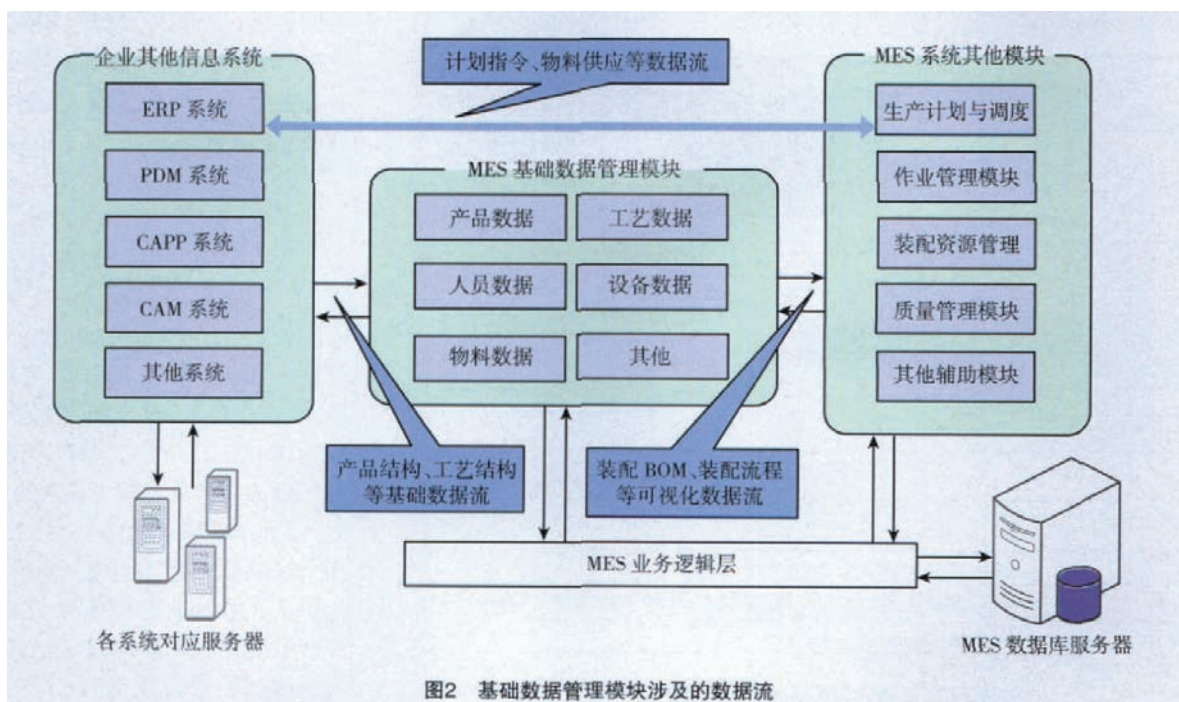 企业其他信息系统
ERP 系统
PDM 系统
CAPP 系统
CAM 系统
其他系统
计划指令、物料供应等数据流
MES 系统其他模块
生产计划与调度
作业管理模块
装配资源管理
质量管理模块
其他辅助模块
MES 基础数据管理模块
产品数据
工艺数据
人员数据
设备数据
物料数据
其他
产品结构、工艺结构
等基础数据流
装配 BOM、装配流程
等可视化数据流
MES 业务逻辑层
各系统对应服务器
MES 数据库服务器
图2 基础数据管理模块涉及的数据流